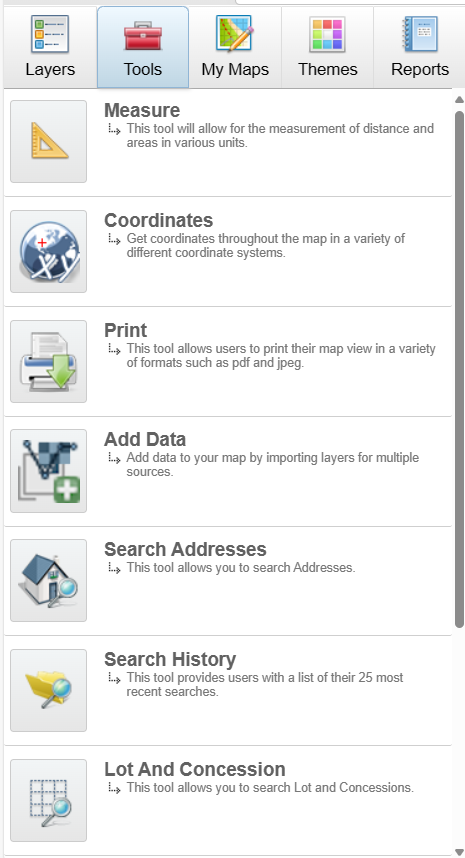 Layers Tools My Maps Themes Reports
Measure
This tool will allow for the measurement of distance and
areas in various units.
Coordinates
Get coordinates throughout the map in a variety of
different coordinate systems.
Print
This tool allows users to print their map view in a variety
of formats such as pdf and jpeg.
Add Data
Add data to your map by importing layers for multiple
sources.
Search Addresses
This tool allows you to search Addresses.
Search History
This tool provides users with a list of their 25 most
recent searches.
Lot And Concession
This tool allows you to search Lot and Concessions.